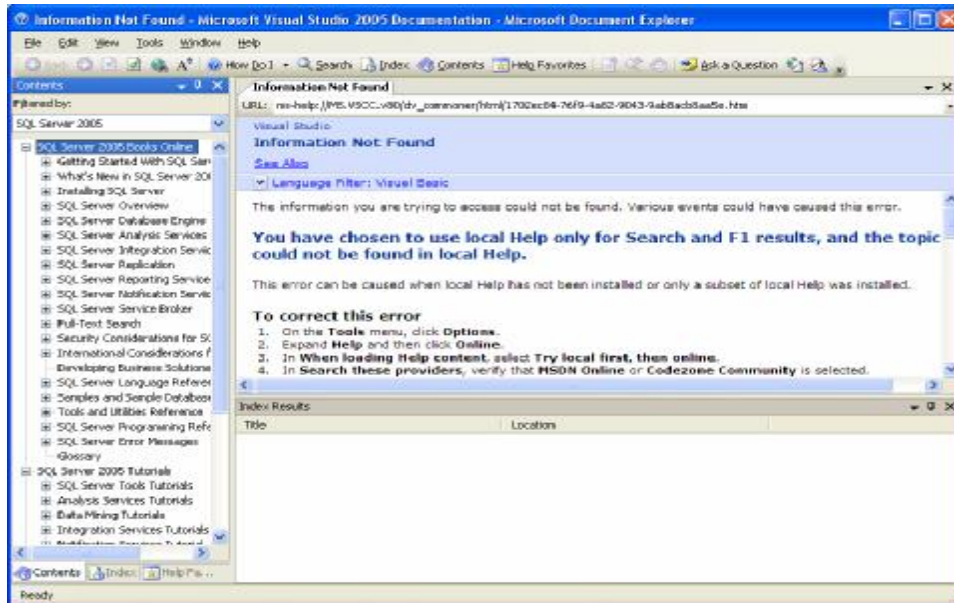 Information Not Found - Microsoft Visual Studio 2005 Documentation - Microsoft Document Explorer
File Edit View Tools Window Help
How Do I Search Index Contents Help Favorites Ask a Question
Contents
Filtered by:
SQL Server 2005
SQL Server 2005 Books Online
Getting Started With SQL Ser
What's New in SQL Server 20
Installing SQL Server
SQL Server Overview
SQL Server Database Engine
SQL Server Analysis Services
SQL Server Integration Servic
SQL Server Replication
SQL Server Reporting Service
SQL Server Notification Servic
SQL Server Service Broker
Full-Text Search
Security Considerations for S
International Considerations f
Developing Business Solutions
SQL Server Language Referen
Samples and Sample Database
Tools and Utilities Reference
SQL Server Programming Refe
SQL Server Error Messages
Glossary
SQL Server 2005 Tutorials
SQL Server Tools Tutorials
Analysis Services Tutorials
Data Mining Tutorials
Integration Services Tutorials
Contents Index Help Fa...
Ready
Information Not Found
URL:
Visual Studio
Information Not Found
See Also
Language Filter: Visual Basic
The information you are trying to access could not be found. Various events could have caused this error.
You have chosen to use local Help only for Search and F1 results, and the topic
could not be found in local Help.
This error can be caused when local Help has not been installed or only a subset of local Help was installed.
To correct this error
1. On the Tools menu, click Options.
2. Expand Help and then click Online.
3. In When loading Help content, select Try local first, then online.
4. In Search these providers, verify that MSDN Online or Codezone Community is selected.
Index Results
Title Location